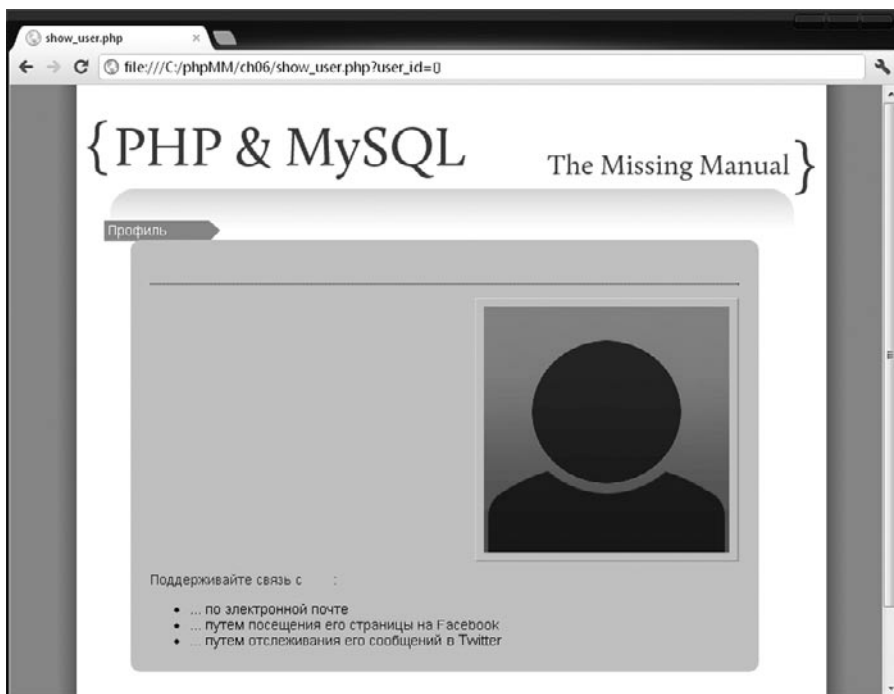 show_user.php
file:///C:/phpMM/ch06/show_user.php?user_id=0
{PHP & MySQL
The Missing Manual}
Профиль
Поддерживайте связь с :
• ... по электронной почте
• ... путем посещения его страницы на Facebook
• ... путем отслеживания его сообщений в Twitter